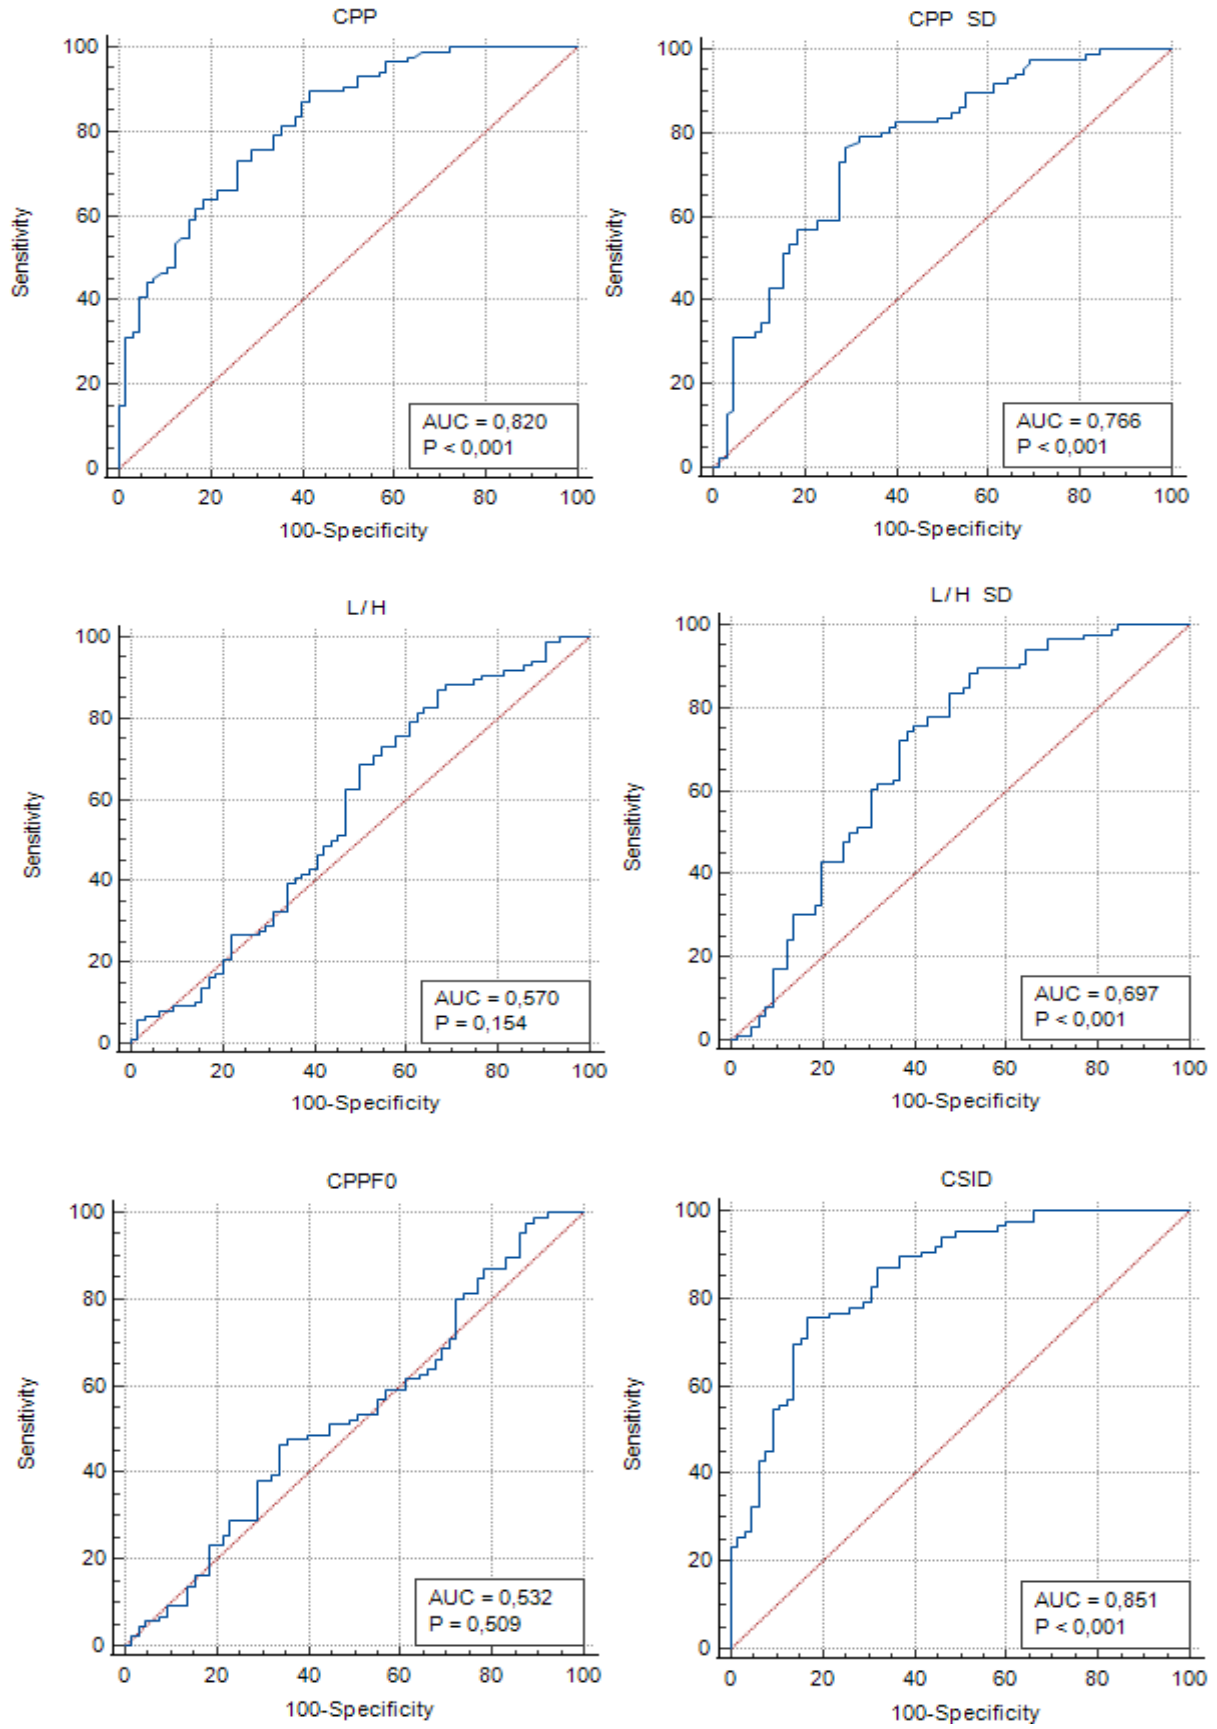 CPP
100
80
60
40
20
0
Sensitivity
AUC = 0,820
P < 0,001
0 20 40 60 80 100
100-Specificity
CPP SD
100
80
60
40
20
0
Sensitivity
AUC = 0,766
P < 0,001
0 20 40 60 80 100
100-Specificity
L/H
100
80
60
40
20
0
Sensitivity
AUC = 0,570
P = 0,154
0 20 40 60 80 100
100-Specificity
L/H SD
100
80
60
40
20
0
Sensitivity
AUC = 0,697
P < 0,001
0 20 40 60 80 100
100-Specificity
CPPF0
100
80
60
40
20
0
Sensitivity
AUC = 0,532
P = 0,509
0 20 40 60 80 100
100-Specificity
CSID
100
80
60
40
20
0
Sensitivity
AUC = 0,851
P < 0,001
0 20 40 60 80 100
100-Specificity